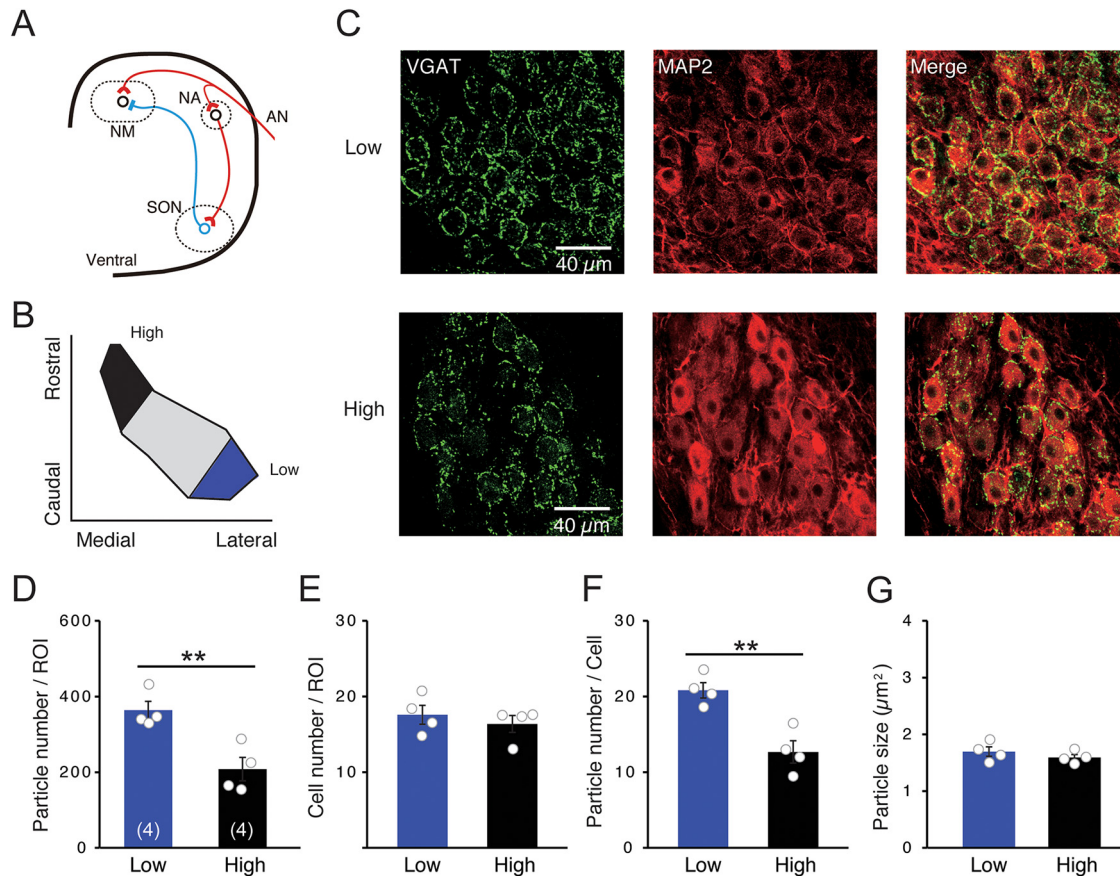 A
NM
NA
AN
SON
Ventral
B
Rostral
Caudal
High
Low
Medial
Lateral
C
VGAT
MAP2
Merge
Low
40 µm
High
40 µm
D
Particle number / ROI
600
400
200
0
**
(4)
(4)
Low
High
E
Cell number / ROI
30
20
10
Low
High
F
Particle number / Cell
30
20
10
0
**
Low
High
G
Particle size (µm²)
4
3
2
1
0
Low
High